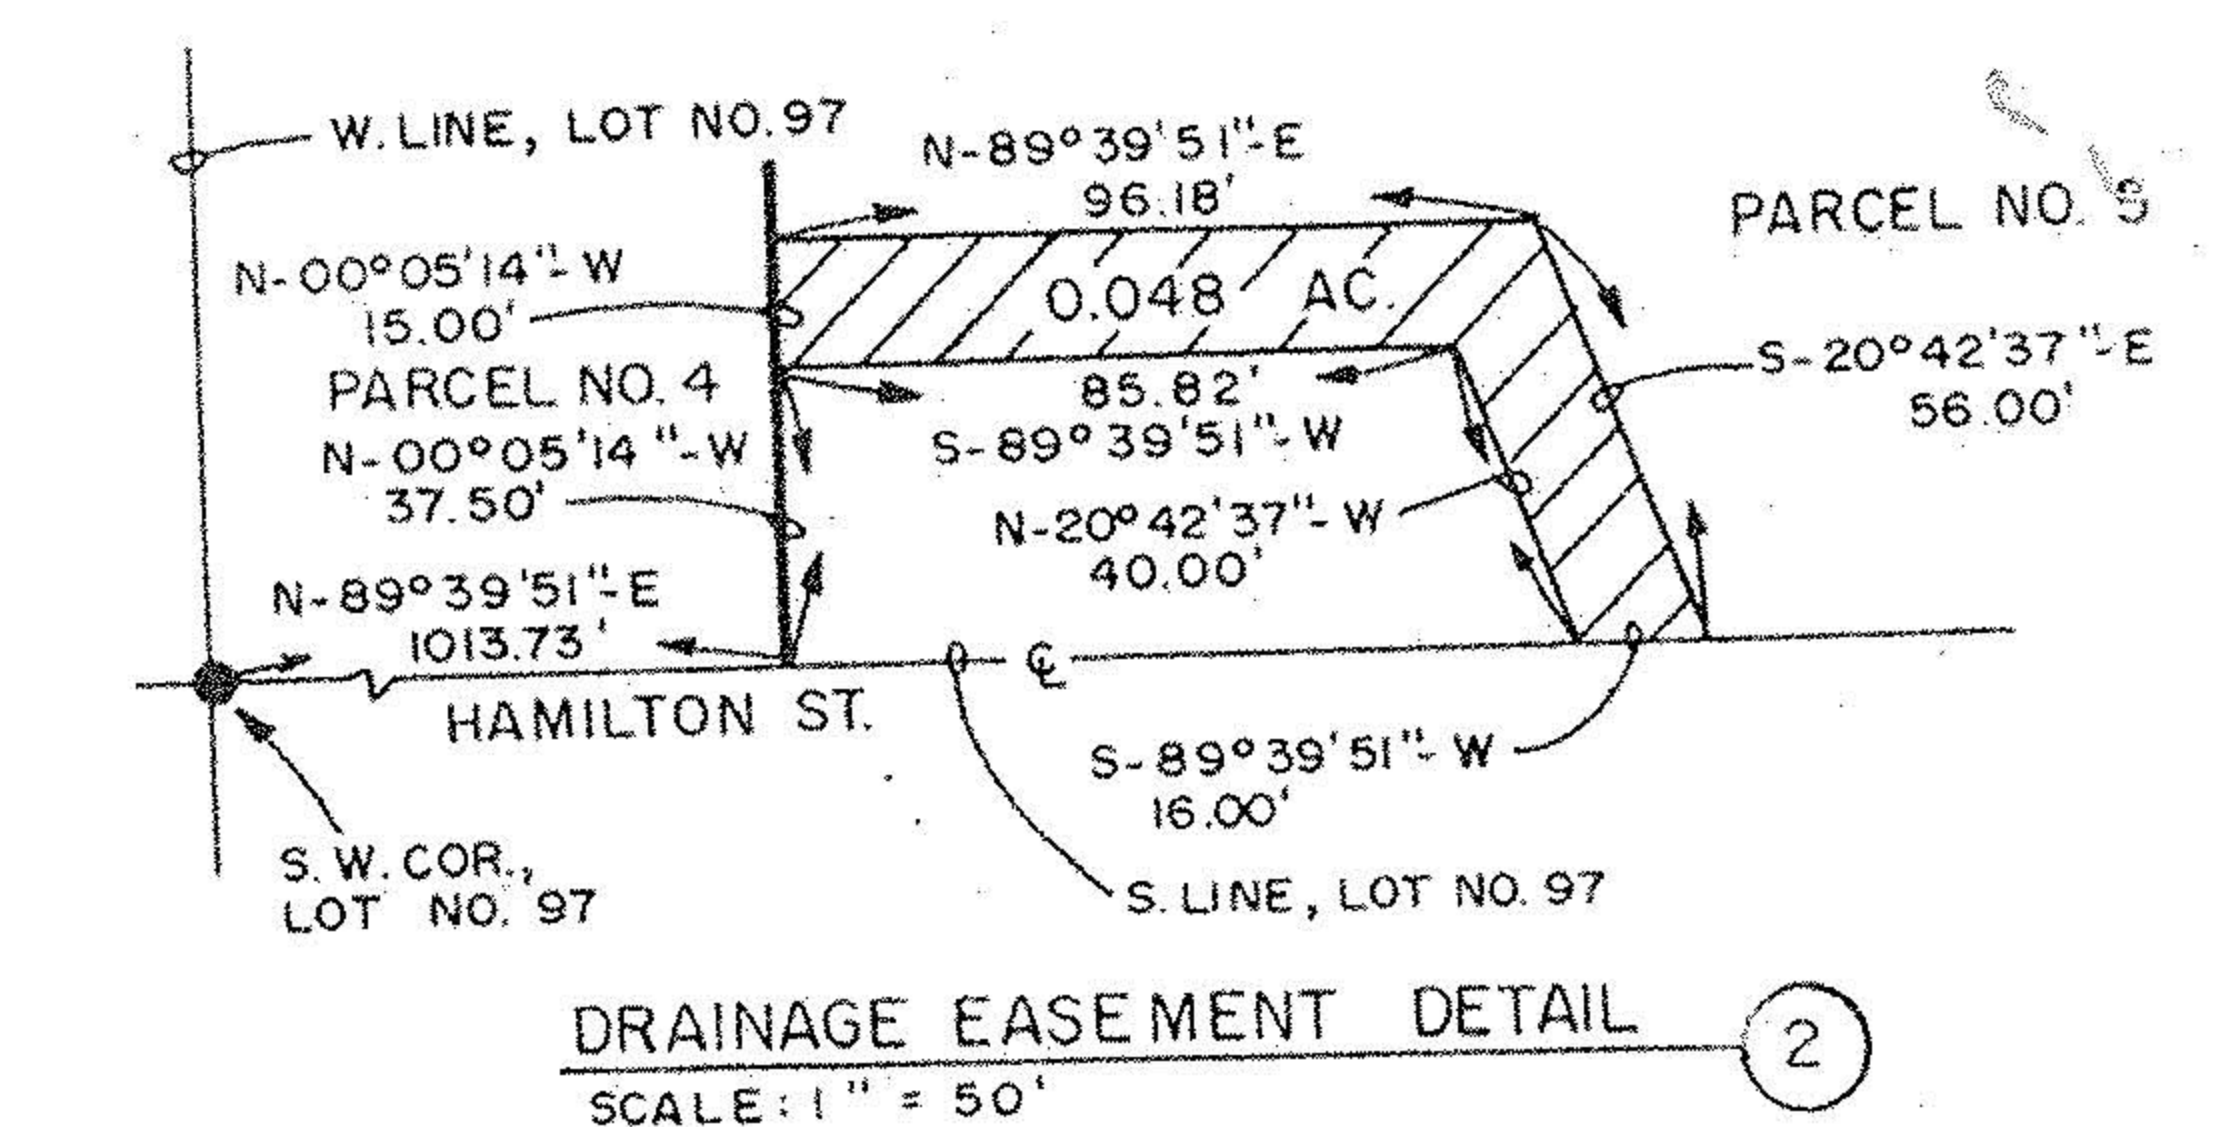 W. LINE, LOT NO. 97
N-89°39'51"-E
96.18'
PARCEL NO. 5
N-00°05'14"-W
15.00'
0.048 AC.
S-20°42'37"-E
56.00'
PARCEL NO. 4
85.82'
S-89°39'51"-W
N-00°05'14"-W
37.50'
N-20°42'37"-W
40.00'
N-89°39'51"-E
1013.73'
℄
HAMILTON ST.
S-89°39'51"-W
16.00'
S. W. COR.,
LOT NO. 97
S. LINE, LOT NO. 97
DRAINAGE EASEMENT DETAIL 2
SCALE: 1" = 50'